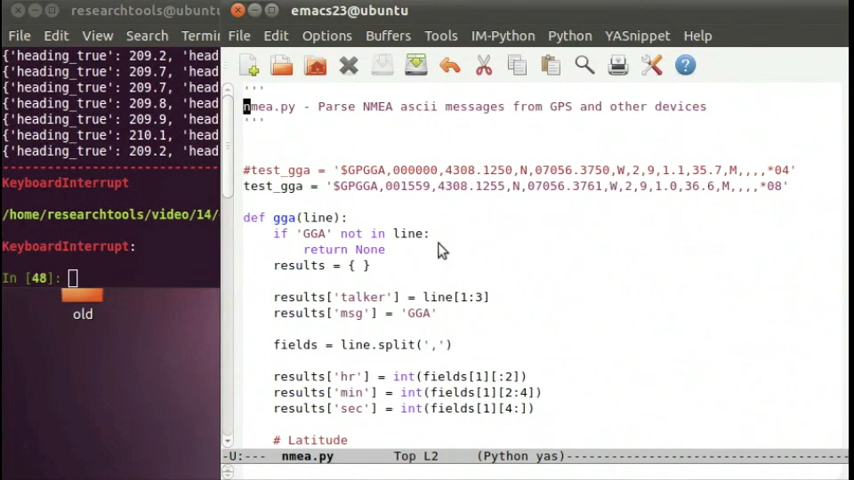 researchtools@ubuntu
File Edit View Search Termin
{'heading_true': 209.2, 'head
{'heading_true': 209.7, 'head
{'heading_true': 209.7, 'head
{'heading_true': 209.8, 'head
{'heading_true': 209.9, 'head
{'heading_true': 210.1, 'head
{'heading_true': 209.2, 'head
KeyboardInterrupt
/home/researchtools/video/14/
KeyboardInterrupt:
In [48]:
old
emacs23@ubuntu
File Edit Options Buffers Tools IM-Python Python YASnippet Help
'''
nmea.py - Parse NMEA ascii messages from GPS and other devices
'''
#test_gga = '$GPGGA,000000,4308.1250,N,07056.3750,W,2,9,1.1,35.7,M,,,,*04'
test_gga = '$GPGGA,001559,4308.1255,N,07056.3761,W,2,9,1.0,36.6,M,,,,*08'
def gga(line):
if 'GGA' not in line:
return None
results = { }
results['talker'] = line[1:3]
results['msg'] = 'GGA'
fields = line.split(',')
results['hr'] = int(fields[1][:2])
results['min'] = int(fields[1][2:4])
results['sec'] = int(fields[1][4:])
# Latitude
-U:--- nmea.py Top L2 (Python yas)--------------------------------